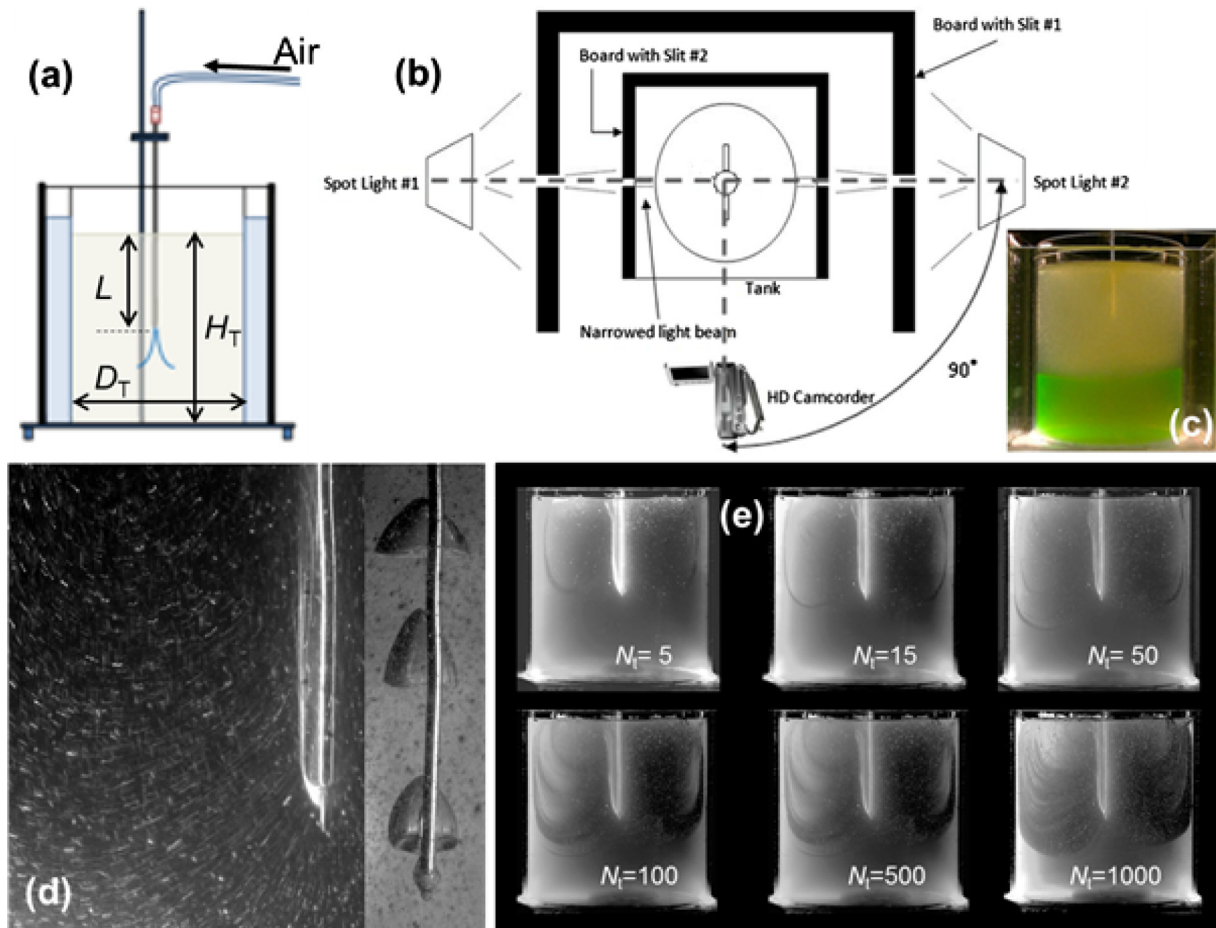 (a)
Air
L
H_T
D_T
(b)
Board with Slit #1
Board with Slit #2
Spot Light #1
Spot Light #2
Tank
Narrowed light beam
HD Camcorder
90°
(c)
(d)
(e)
N_t= 5
N_t=15
N_t= 50
N_t=100
N_t=500
N_t=1000